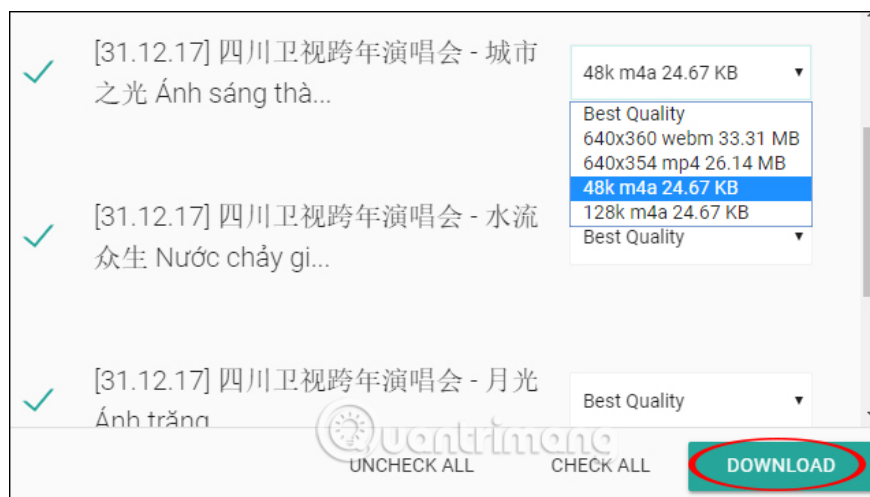 [31.12.17] 四川卫视跨年演唱会 - 城市
之光 Ánh sáng thà...
48k m4a 24.67 KB
Best Quality
640x360 webm 33.31 MB
640x354 mp4 26.14 MB
48k m4a 24.67 KB
128k m4a 24.67 KB
[31.12.17] 四川卫视跨年演唱会 - 水流
众生 Nước chảy gi...
Best Quality
[31.12.17] 四川卫视跨年演唱会 - 月光
Ánh trăng
Best Quality
Quantrimang
UNCHECK ALL
CHECK ALL
DOWNLOAD